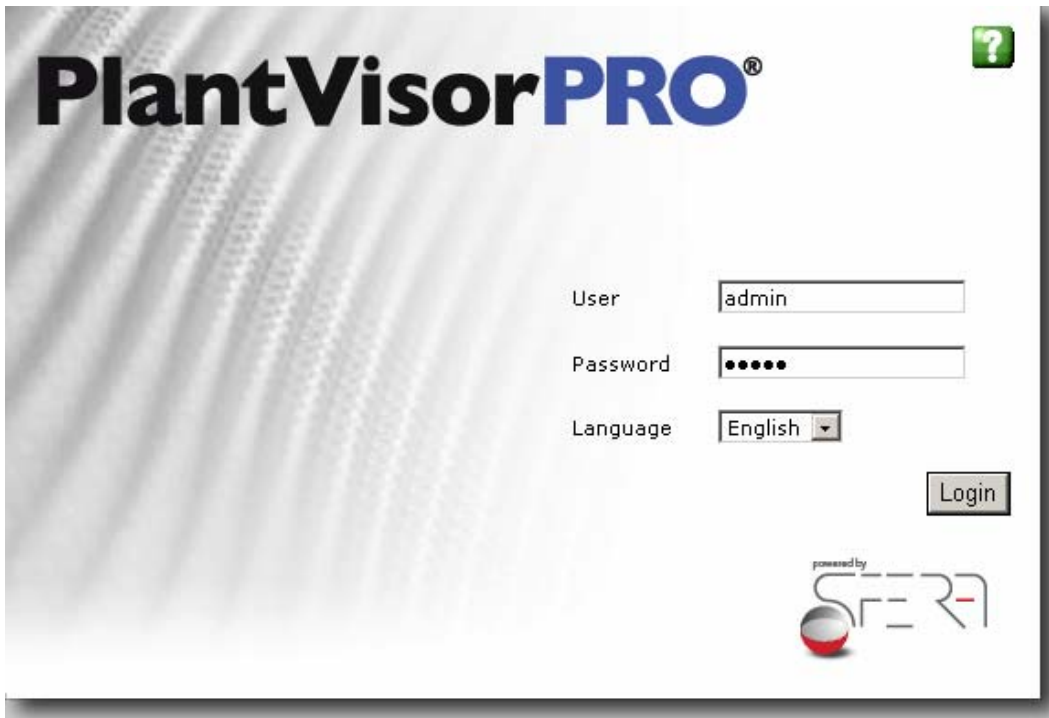 PlantVisorPRO®
?
User admin
Password •••••
Language English
Login
powered by
SFERA